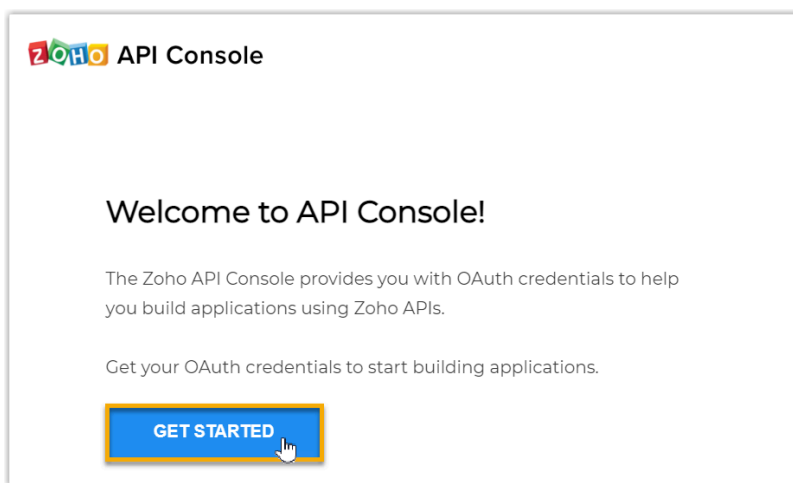 ZOHO API Console
Welcome to API Console!
The Zoho API Console provides you with OAuth credentials to help
you build applications using Zoho APIs.
Get your OAuth credentials to start building applications.
GET STARTED